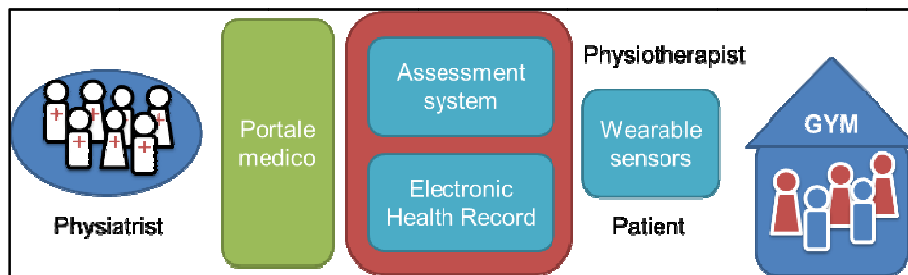 Physiatrist
Portale
medico
Assessment
system
Electronic
Health Record
Physiotherapist
Wearable
sensors
Patient
GYM